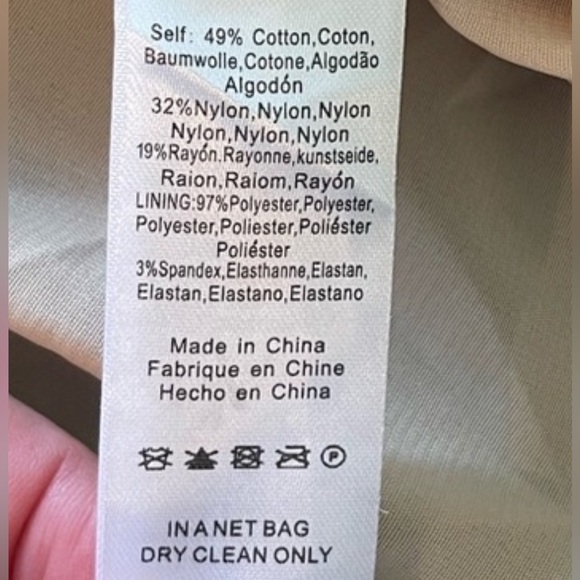 Self: 49% Cotton,Coton,
Baumwolle,Cotone,Algodão
Algodón
32%Nylon,Nylon,Nylon
Nylon,Nylon,Nylon
19%Rayón.Rayonne,kunstseide,
Raion,Raiom,Rayón
LINING:97%Polyester,Polyester,
Polyester,Poliester,Poliéster
Poliéster
3%Spandex,Elasthanne,Elastan,
Elastan,Elastano,Elastano
Made in China
Fabrique en Chine
Hecho en China
P
IN A NET BAG
DRY CLEAN ONLY